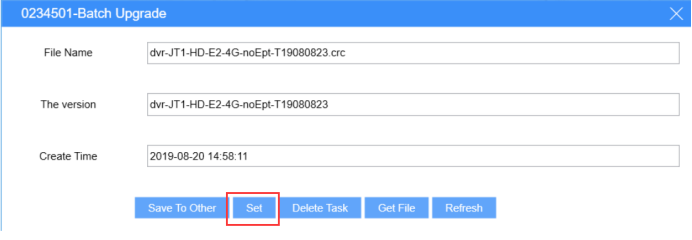 0234501-Batch Upgrade
File Name
dvr-JT1-HD-E2-4G-noEpt-T19080823.crc
The version
dvr-JT1-HD-E2-4G-noEpt-T19080823
Create Time
2019-08-20 14:58:11
Save To Other Set Delete Task Get File Refresh